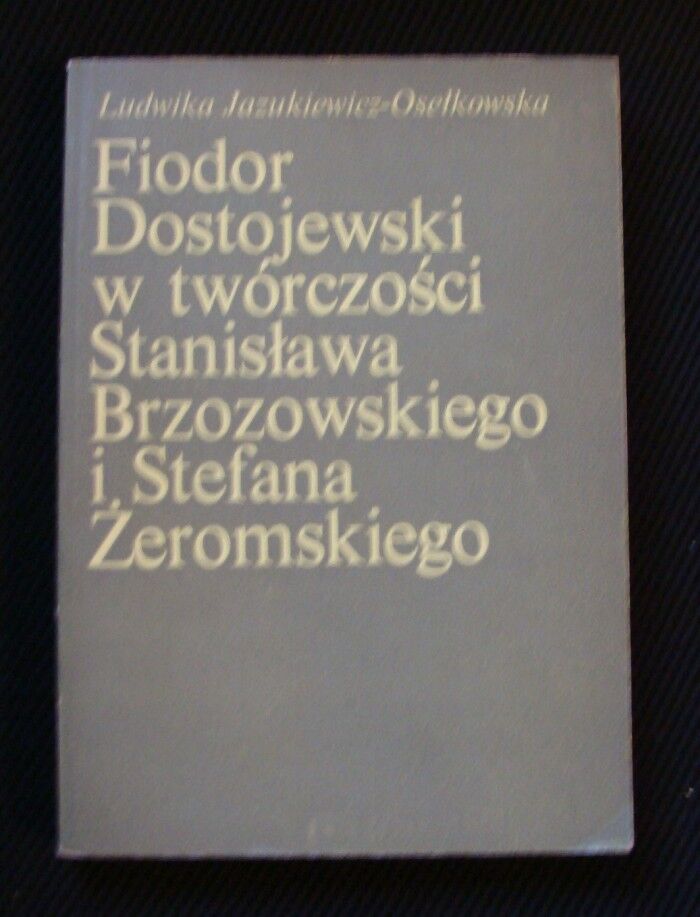 Ludwika Jazukiewicz-Osełkowska
Fiodor
Dostojewski
w twórczości
Stanisława
Brzozowskiego
i Stefana
Żeromskiego